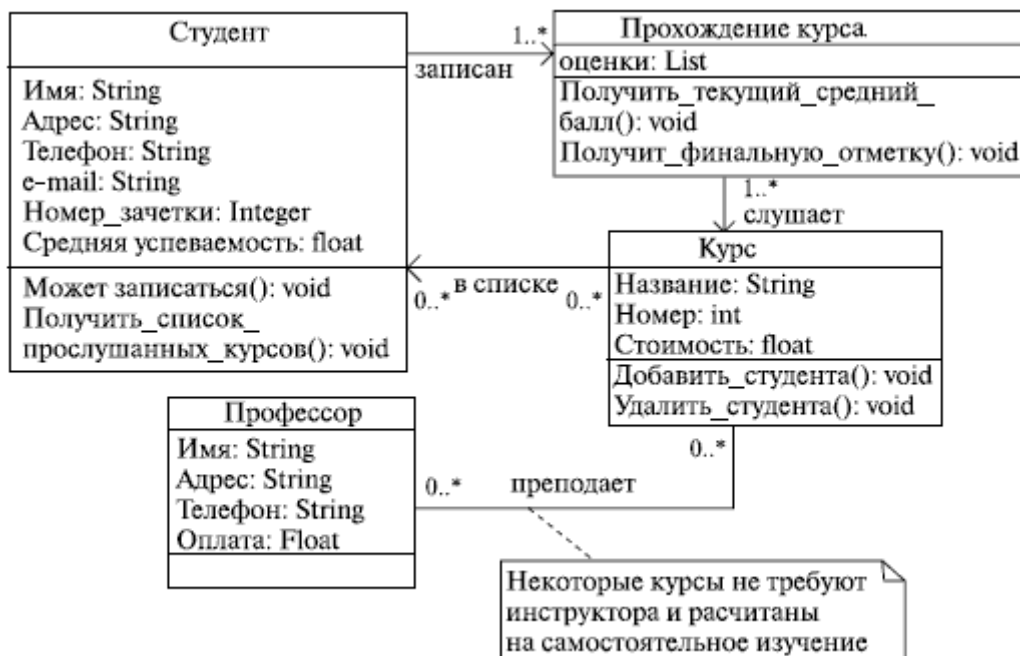 Студент
Имя: String
Адрес: String
Телефон: String
e-mail: String
Номер_зачетки: Integer
Средняя успеваемость: float
Может записаться(): void
Получить_список_
прослушанных_курсов(): void
1..*
записан
Прохождение курса
оценки: List
Получить_текущий_средний_
балл(): void
Получит_финальную_отметку(): void
1..*
слушает
Курс
Название: String
Номер: int
Стоимость: float
Добавить_студента(): void
Удалить_студента(): void
0..*
в списке
0..*
Профессор
Имя: String
Адрес: String
Телефон: String
Оплата: Float
0..*
преподает
0..*
Некоторые курсы не требуют
инструктора и расчитаны
на самостоятельное изучение